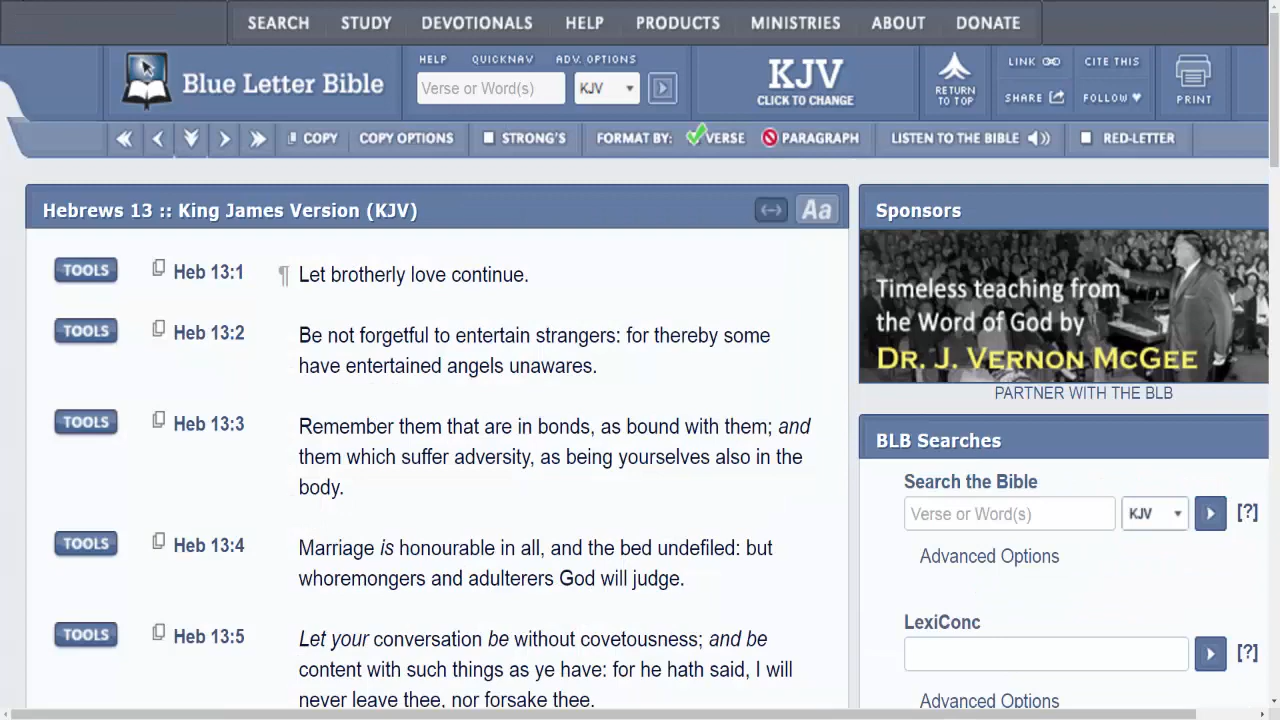 SEARCH STUDY DEVOTIONALS HELP PRODUCTS MINISTRIES ABOUT DONATE
Blue Letter Bible
HELP QUICKNAV ADV. OPTIONS
Verse or Word(s) KJV
KJV
CLICK TO CHANGE
RETURN
TO TOP
LINK CITE THIS
SHARE FOLLOW
PRINT
COPY COPY OPTIONS STRONG'S FORMAT BY: VERSE PARAGRAPH LISTEN TO THE BIBLE RED-LETTER
Hebrews 13 :: King James Version (KJV) Aa
TOOLS Heb 13:1 ¶ Let brotherly love continue.
TOOLS Heb 13:2 Be not forgetful to entertain strangers: for thereby some
have entertained angels unawares.
TOOLS Heb 13:3 Remember them that are in bonds, as bound with them; and
them which suffer adversity, as being yourselves also in the
body.
TOOLS Heb 13:4 Marriage is honourable in all, and the bed undefiled: but
whoremongers and adulterers God will judge.
TOOLS Heb 13:5 Let your conversation be without covetousness; and be
content with such things as ye have: for he hath said, I will
never leave thee, nor forsake thee.
Sponsors
Timeless teaching from
the Word of God by
DR. J. VERNON MCGEE
PARTNER WITH THE BLB
BLB Searches
Search the Bible
Verse or Word(s) KJV [?]
Advanced Options
LexiConc
[?]
Advanced Options